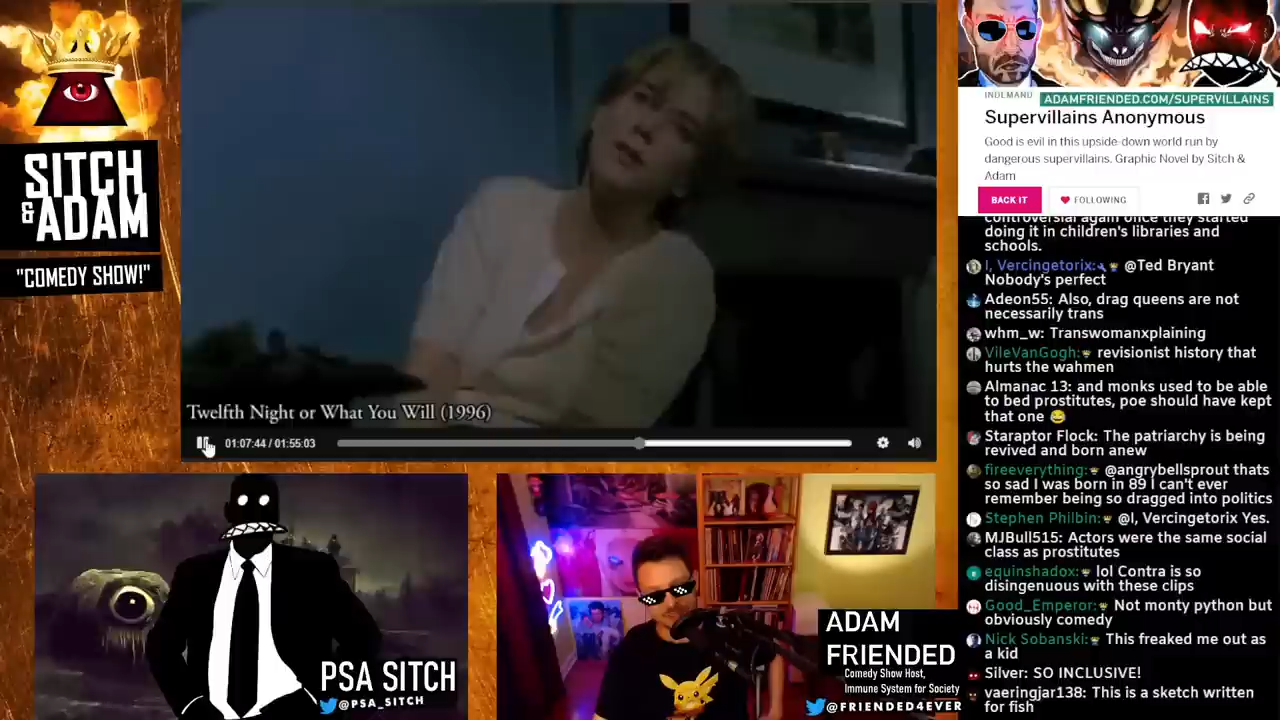 SITCH
& ADAM
"COMEDY SHOW!"
Twelfth Night or What You Will (1996)
01:07:44 / 01:55:03
PSA SITCH
@PSA_SITCH
ADAM
FRIENDED
Comedy Show Host,
Immune System for Society
@FRIENDED4EVER
INDEMAND
ADAMFRIENDED.COM/SUPERVILLAINS
Supervillains Anonymous
Good is evil in this upside-down world run by
dangerous supervillains. Graphic Novel by Sitch &
Adam
BACK IT
FOLLOWING
controversial again once they started
doing it in children's libraries and
schools.
I, Vercingetorix: @Ted Bryant
Nobody's perfect
Adeon55: Also, drag queens are not
necessarily trans
whm_w: Transwomanxplaining
VileVanGogh: revisionist history that
hurts the wahmen
Almanac 13: and monks used to be able
to bed prostitutes, poe should have kept
that one 😂
Staraptor Flock: The patriarchy is being
revived and born anew
fireeverything: @angrybellsprout thats
so sad I was born in 89 I can't ever
remember being so dragged into politics
Stephen Philbin: @I, Vercingetorix Yes.
MJBull515: Actors were the same social
class as prostitutes
equinshadox: lol Contra is so
disingenuous with these clips
Good_Emperor: Not monty python but
obviously comedy
Nick Sobanski: This freaked me out as
a kid
Silver: SO INCLUSIVE!
vaeringjar138: This is a sketch written
for fish